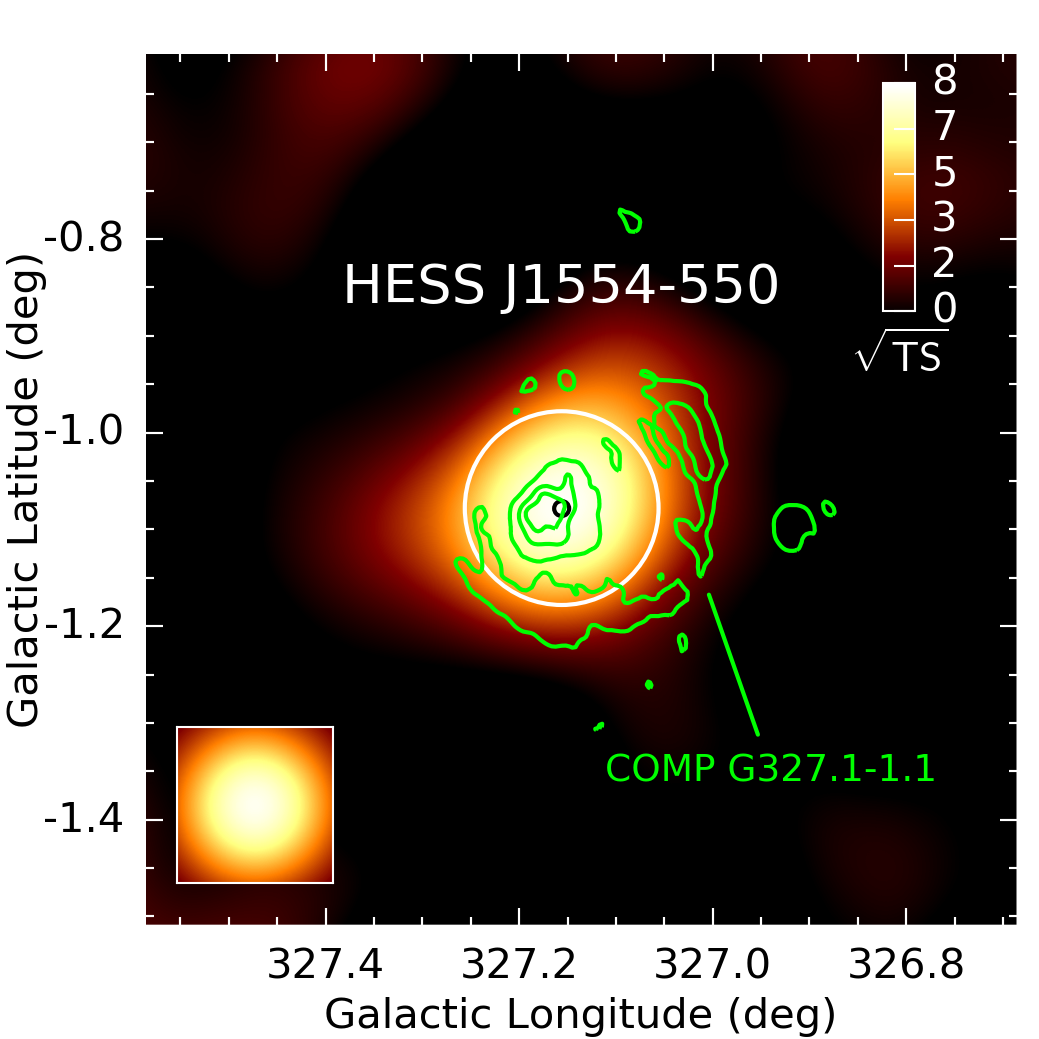 8
7
5
3
2
0
√TS
HESS J1554-550
COMP G327.1-1.1
-0.8
-1.0
-1.2
-1.4
Galactic Latitude (deg)
327.4 327.2 327.0 326.8
Galactic Longitude (deg)